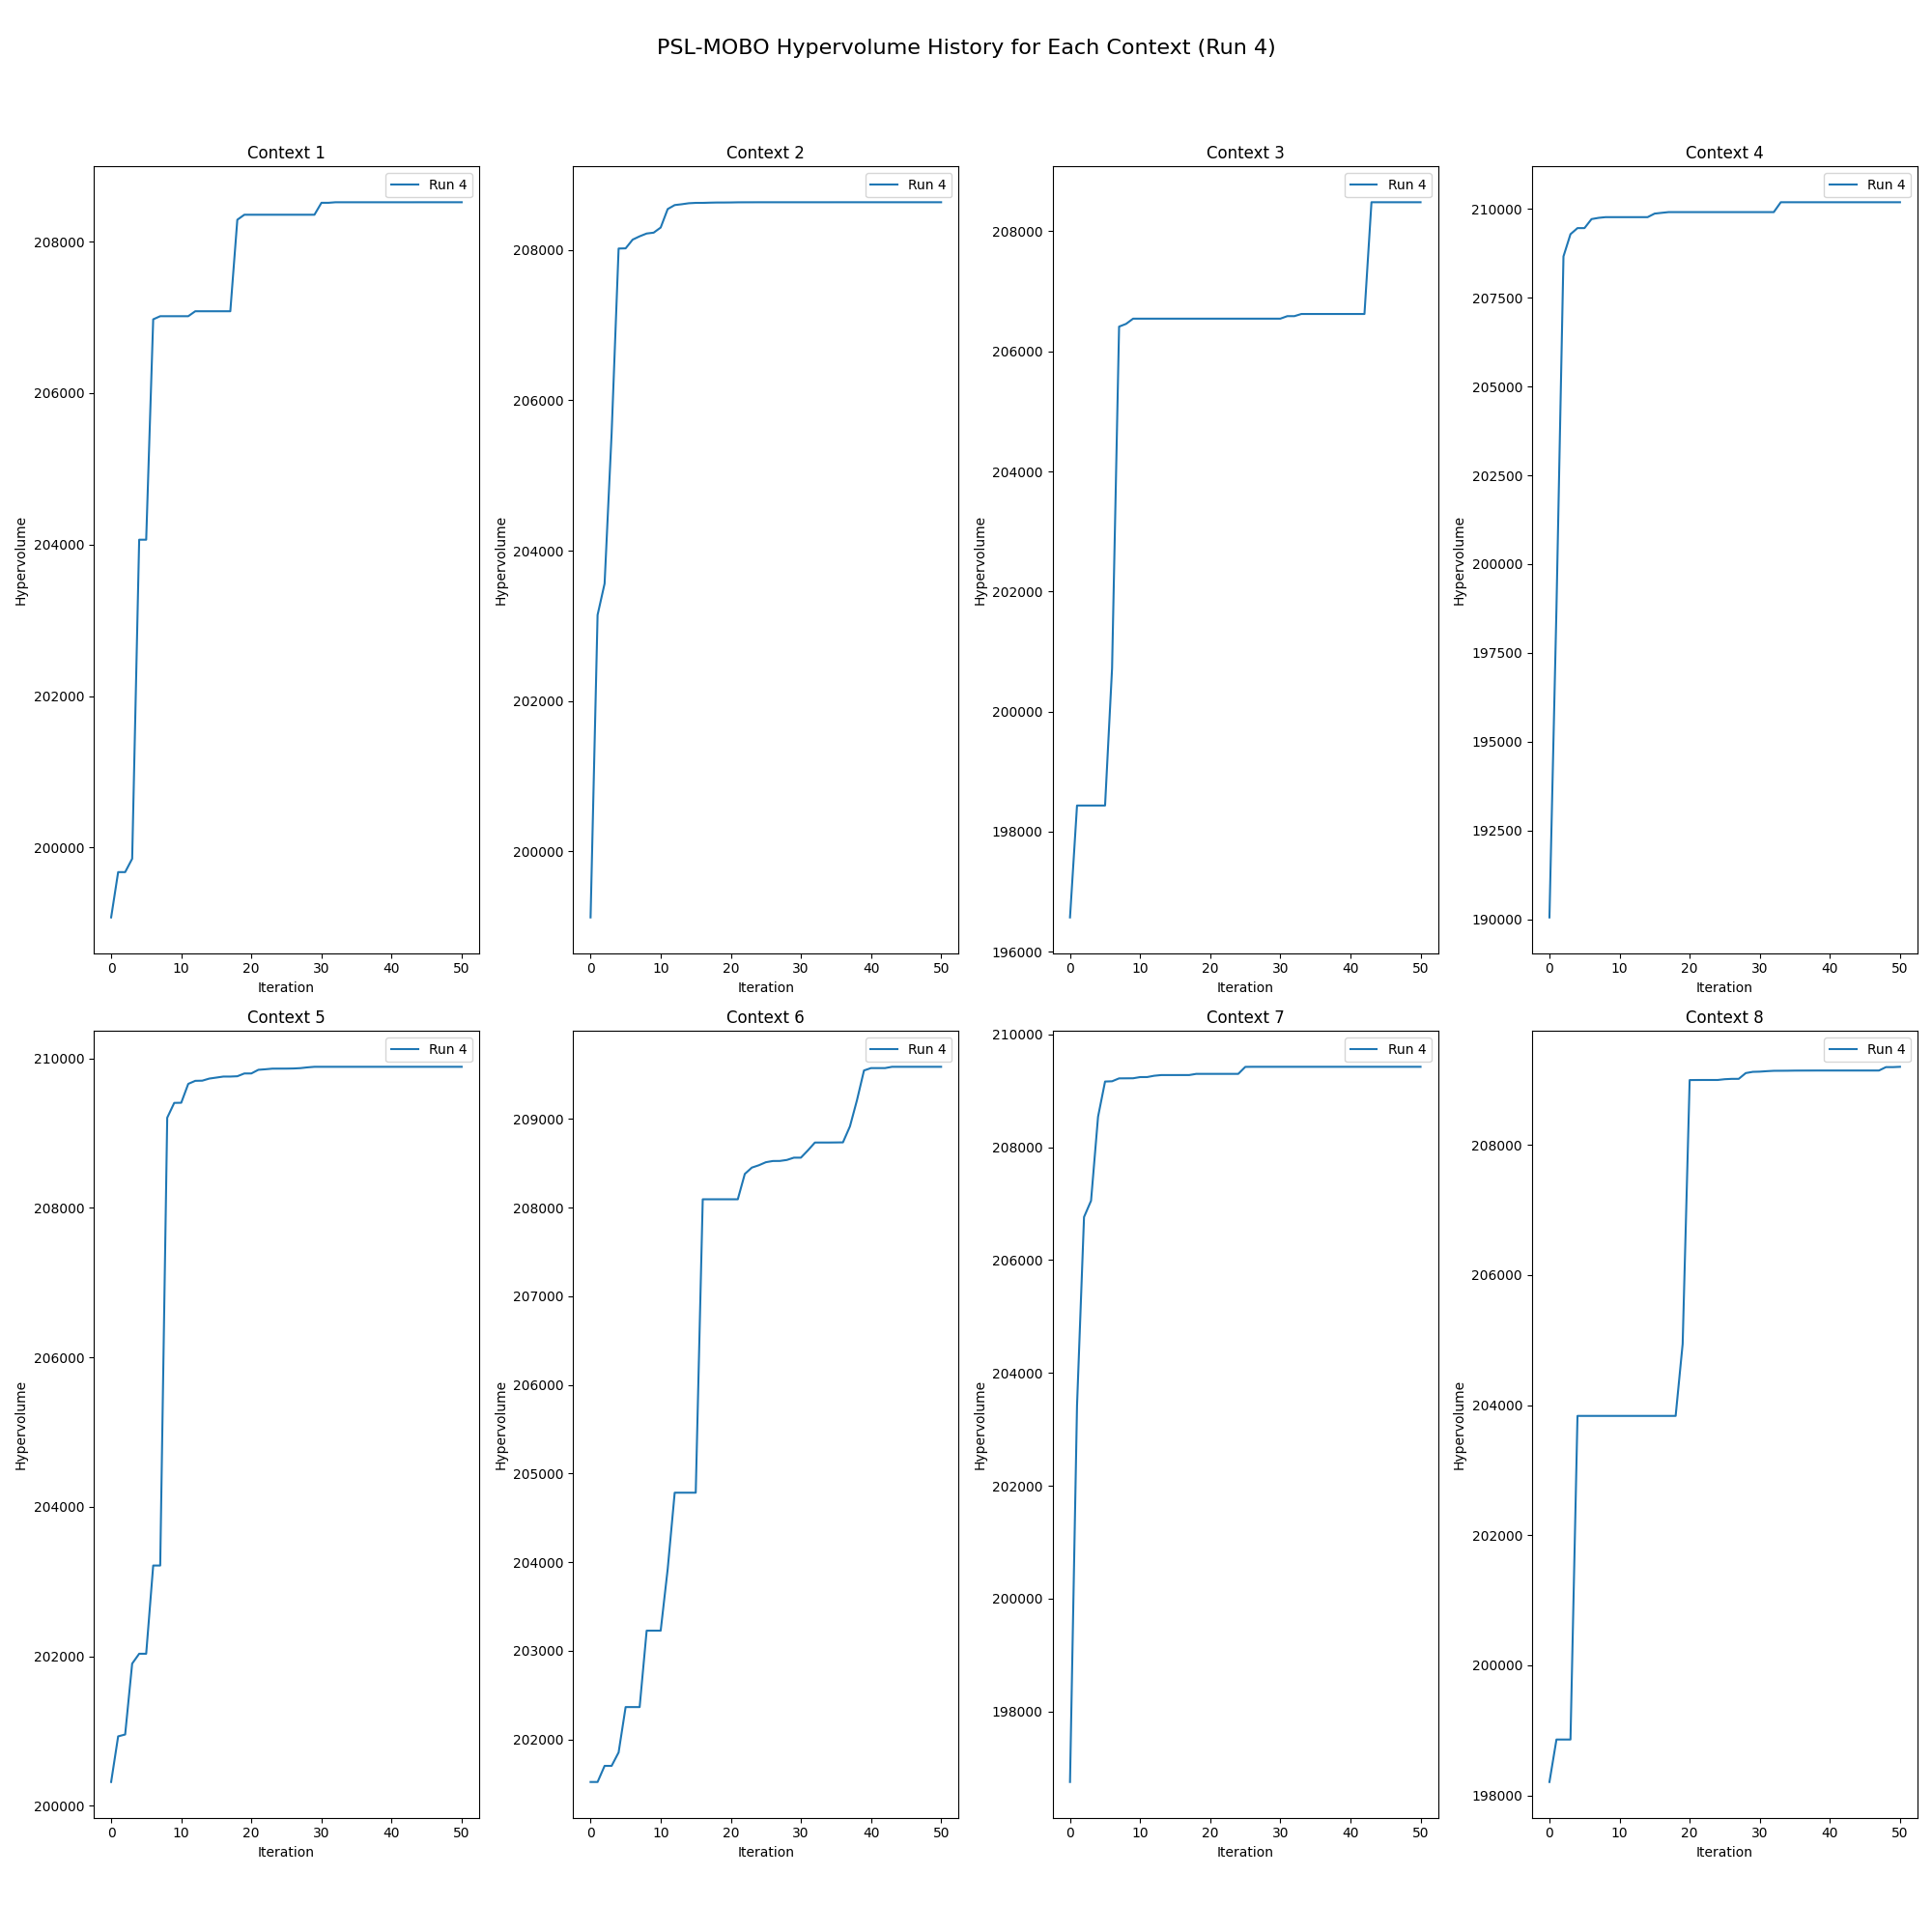 PSL-MOBO Hypervolume History for Each Context (Run 4)
Context 1
Run 4
208000
206000
204000
202000
200000
Hypervolume
0 10 20 30 40 50
Iteration
Context 2
Run 4
208000
206000
204000
202000
200000
Hypervolume
0 10 20 30 40 50
Iteration
Context 3
Run 4
208000
206000
204000
202000
200000
198000
196000
Hypervolume
0 10 20 30 40 50
Iteration
Context 4
Run 4
210000
207500
205000
202500
200000
197500
195000
192500
190000
Hypervolume
0 10 20 30 40 50
Iteration
Context 5
Run 4
210000
208000
206000
204000
202000
200000
Hypervolume
0 10 20 30 40 50
Iteration
Context 6
Run 4
209000
208000
207000
206000
205000
204000
203000
202000
Hypervolume
0 10 20 30 40 50
Iteration
Context 7
Run 4
210000
208000
206000
204000
202000
200000
198000
Hypervolume
0 10 20 30 40 50
Iteration
Context 8
Run 4
208000
206000
204000
202000
200000
198000
Hypervolume
0 10 20 30 40 50
Iteration